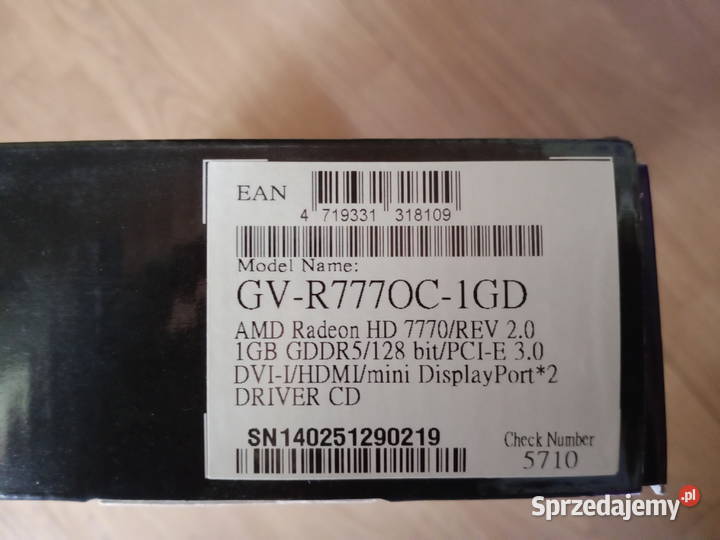 EAN
4 719331 318109
Model Name:
GV-R777OC-1GD
AMD Radeon HD 7770/REV 2.0
1GB GDDR5/128 bit/PCI-E 3.0
DVI-I/HDMI/mini DisplayPort*2
DRIVER CD
SN140251290219
Check Number
5710
Sprzedajemy.pl